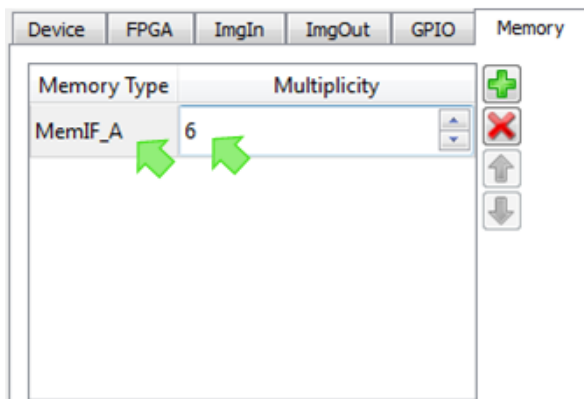 Device FPGA ImgIn ImgOut GPIO Memory
Memory Type Multiplicity
MemIF_A 6